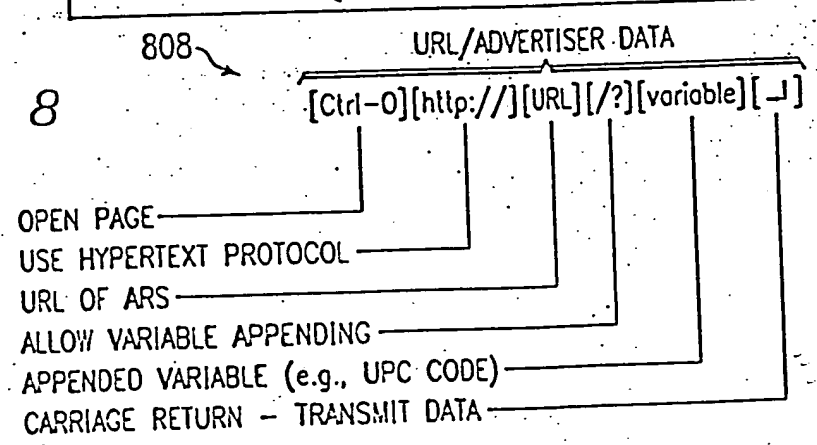 808
URL/ADVERTISER DATA
8
[Ctrl-O][http://][URL][/?][variable][↵]
OPEN PAGE
USE HYPERTEXT PROTOCOL
URL OF ARS
ALLOW VARIABLE APPENDING
APPENDED VARIABLE (e.g., UPC CODE)
CARRIAGE RETURN – TRANSMIT DATA